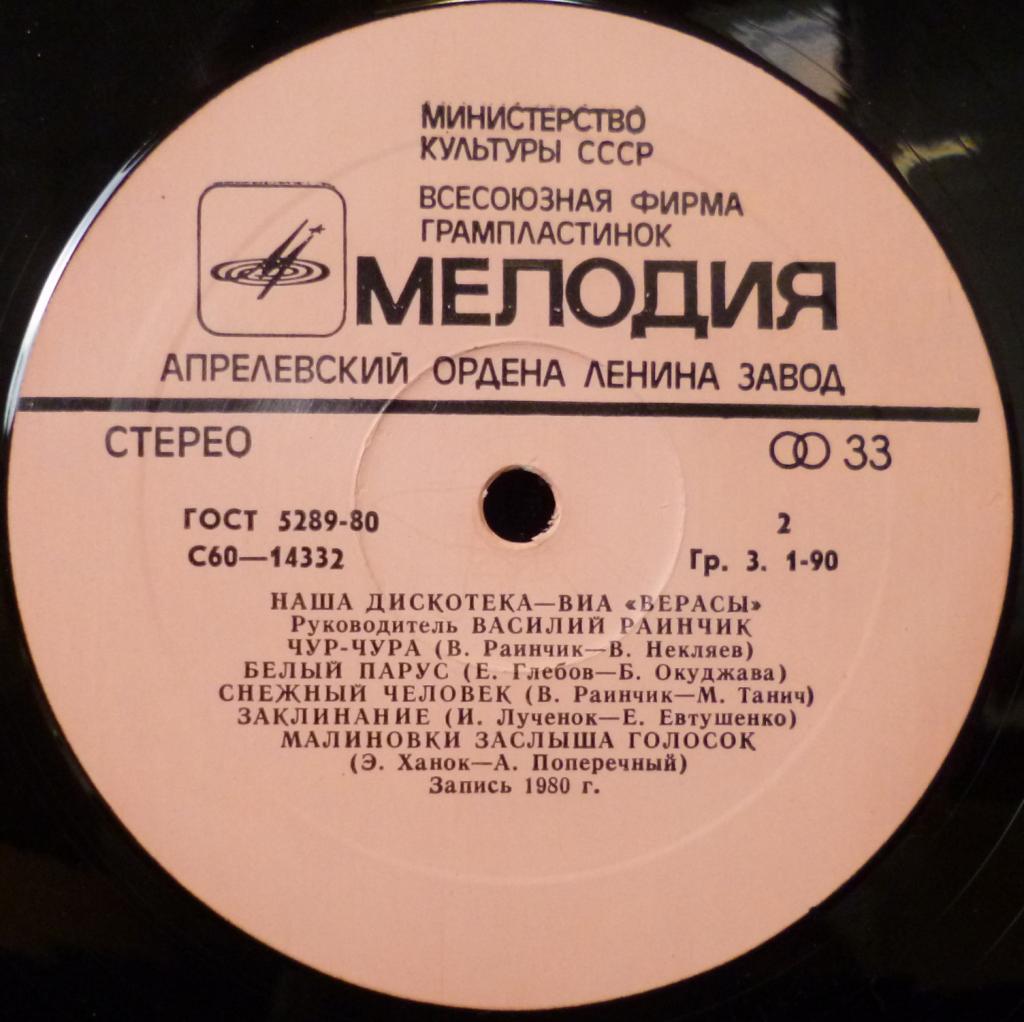 МИНИСТЕРСТВО
КУЛЬТУРЫ СССР
ВСЕСОЮЗНАЯ ФИРМА
ГРАМПЛАСТИНОК
МЕЛОДИЯ
АПРЕЛЕВСКИЙ ОРДЕНА ЛЕНИНА ЗАВОД
СТЕРЕО 33
ГОСТ 5289-80 2
С60—14332 Гр. 3. 1-90
НАША ДИСКОТЕКА—ВИА «ВЕРАСЫ»
Руководитель ВАСИЛИЙ РАИНЧИК
ЧУР-ЧУРА (В. Раинчик—В. Некляев)
БЕЛЫЙ ПАРУС (Е. Глебов—Б. Окуджава)
СНЕЖНЫЙ ЧЕЛОВЕК (В. Раинчик—М. Танич)
ЗАКЛИНАНИЕ (И. Лученок—Е. Евтушенко)
МАЛИНОВКИ ЗАСЛЫША ГОЛОСОК
(Э. Ханок—А. Поперечный)
Запись 1980 г.